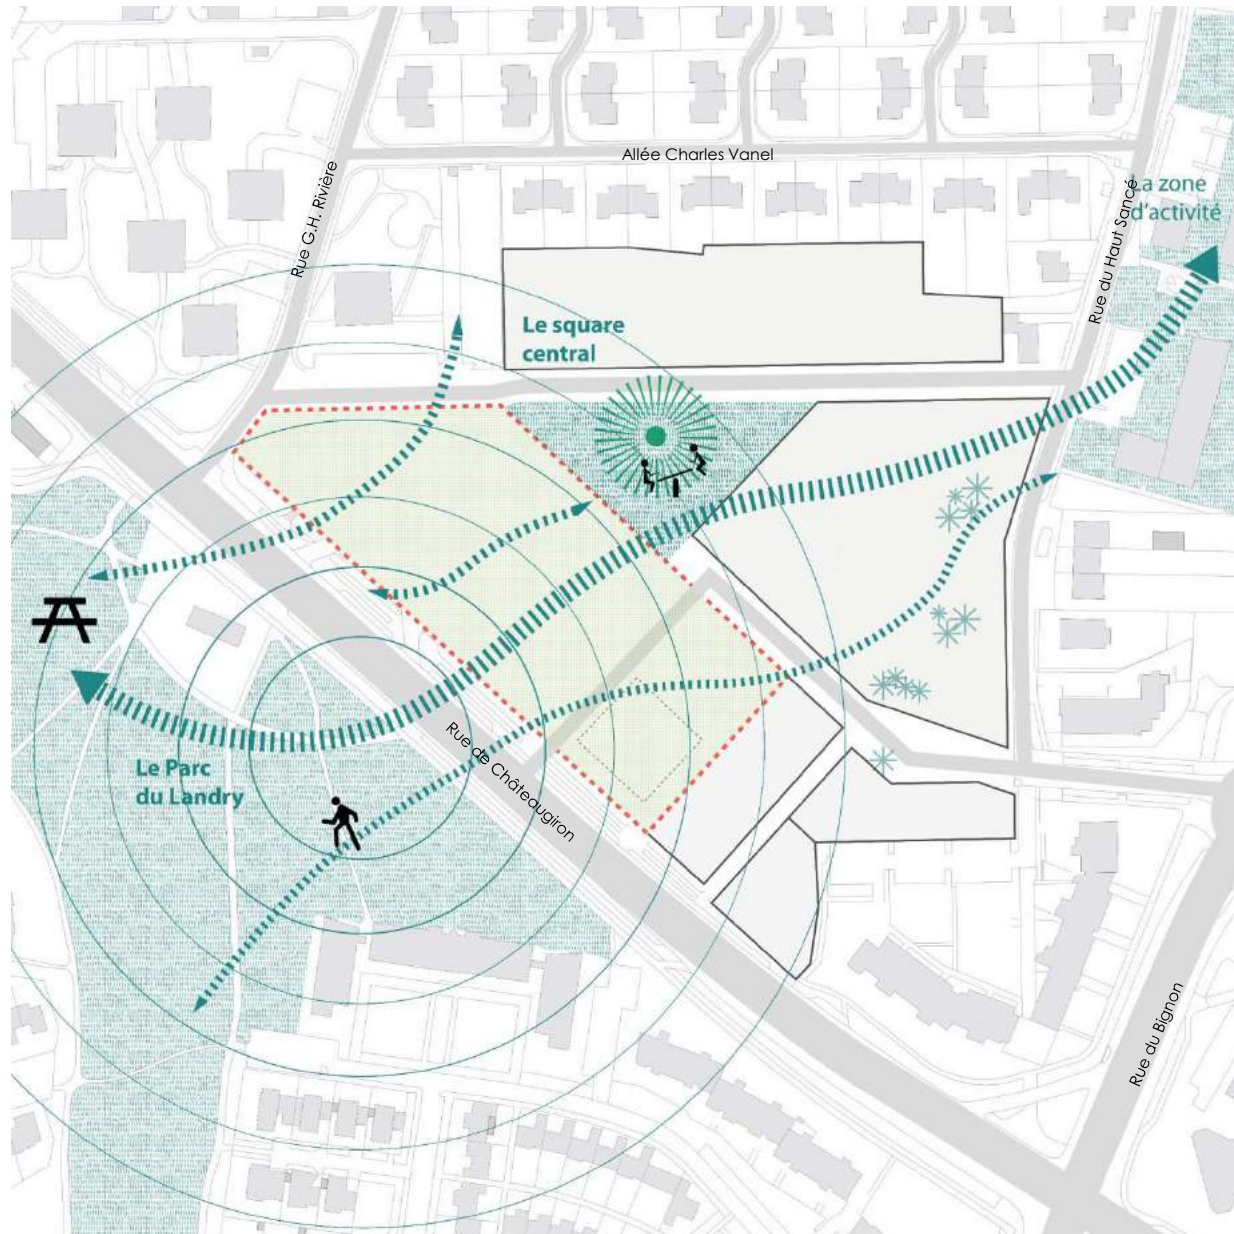 Allée Charles Vanel
Rue G.H. Rivière
La zone
d'activité
Rue du Haut Sancé
Le square
central
Le Parc
du Landry
Rue de Châteaugiron
Rue du Bignon